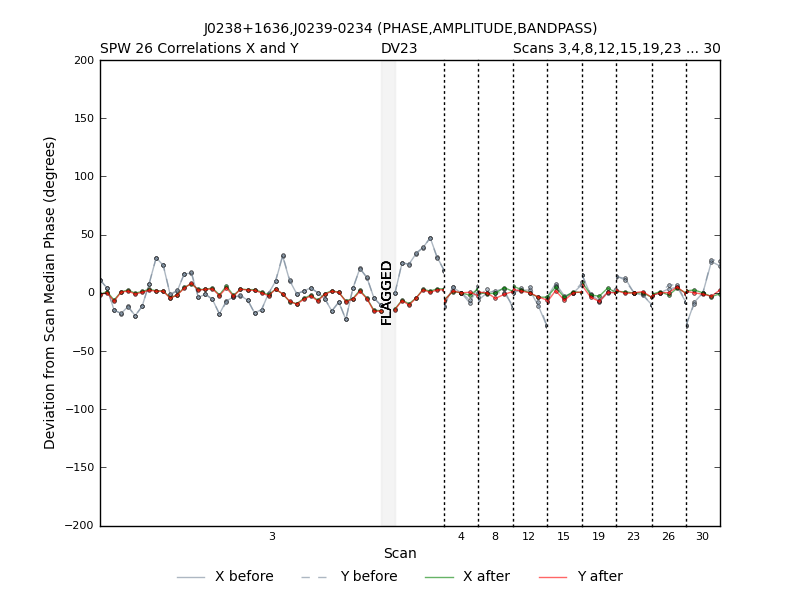 J0238+1636,J0239-0234 (PHASE,AMPLITUDE,BANDPASS)
SPW 26 Correlations X and Y DV23 Scans 3,4,8,12,15,19,23 ... 30
200
150
100
50
0
−50
−100
−150
−200
Deviation from Scan Median Phase (degrees)
FLAGGED
3 4 8 12 15 19 23 26 30
Scan
X before Y before X after Y after